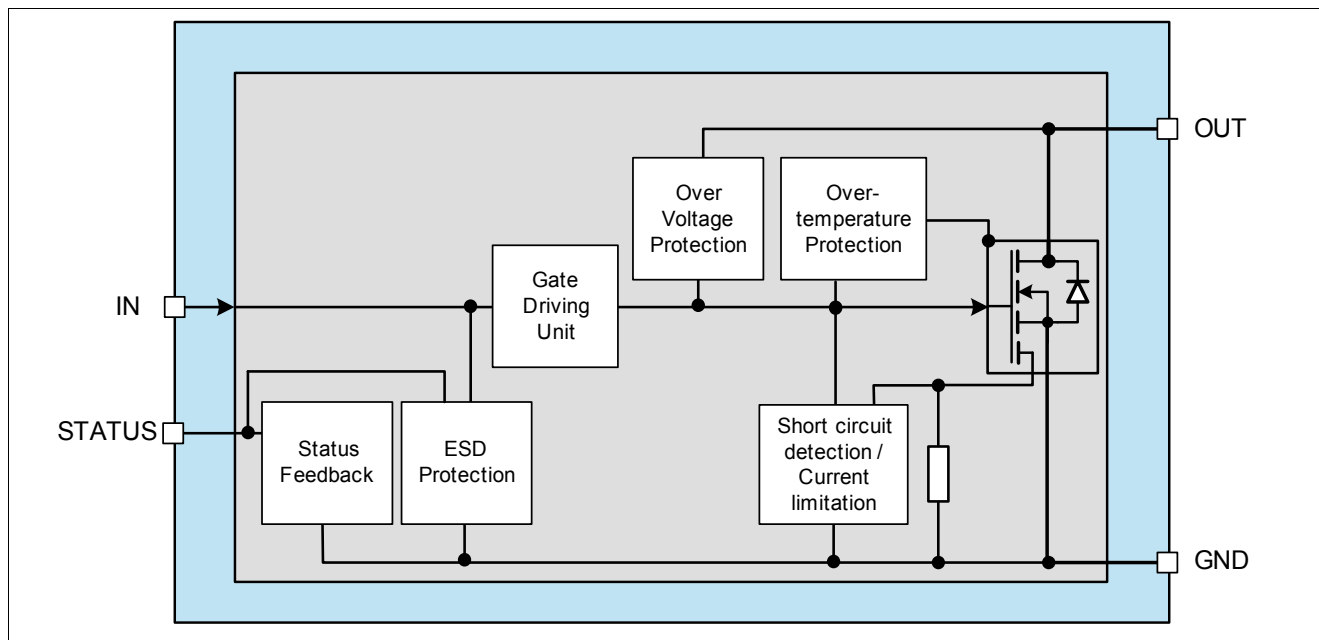 OUT
Over
Voltage
Protection
Over-
temperature
Protection
Gate
Driving
Unit
IN
STATUS
Status
Feedback
ESD
Protection
Short circuit
detection /
Current
limitation
GND